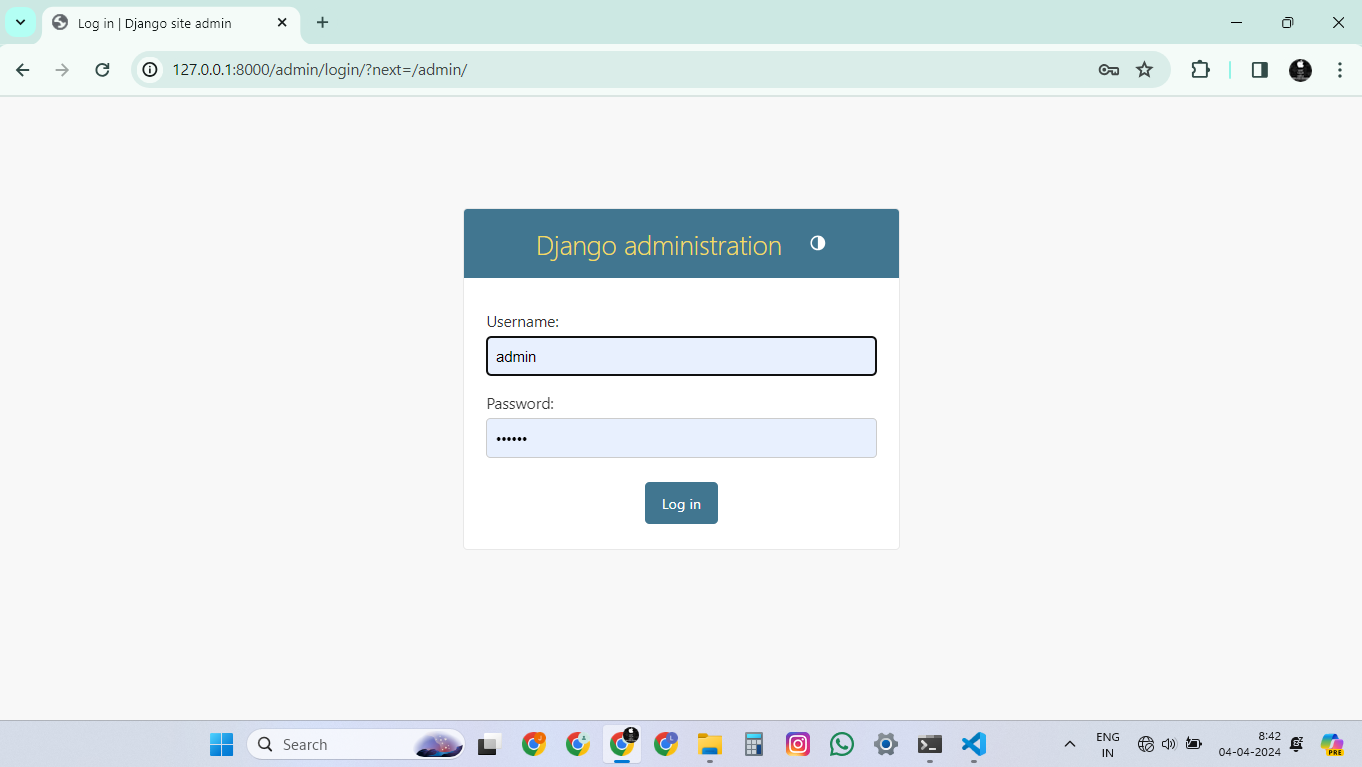 Log in | Django site admin
127.0.0.1:8000/admin/login/?next=/admin/
Django administration
Username:
admin
Password:
••••••
Log in
Search
ENG
IN
8:42
04-04-2024
PRE